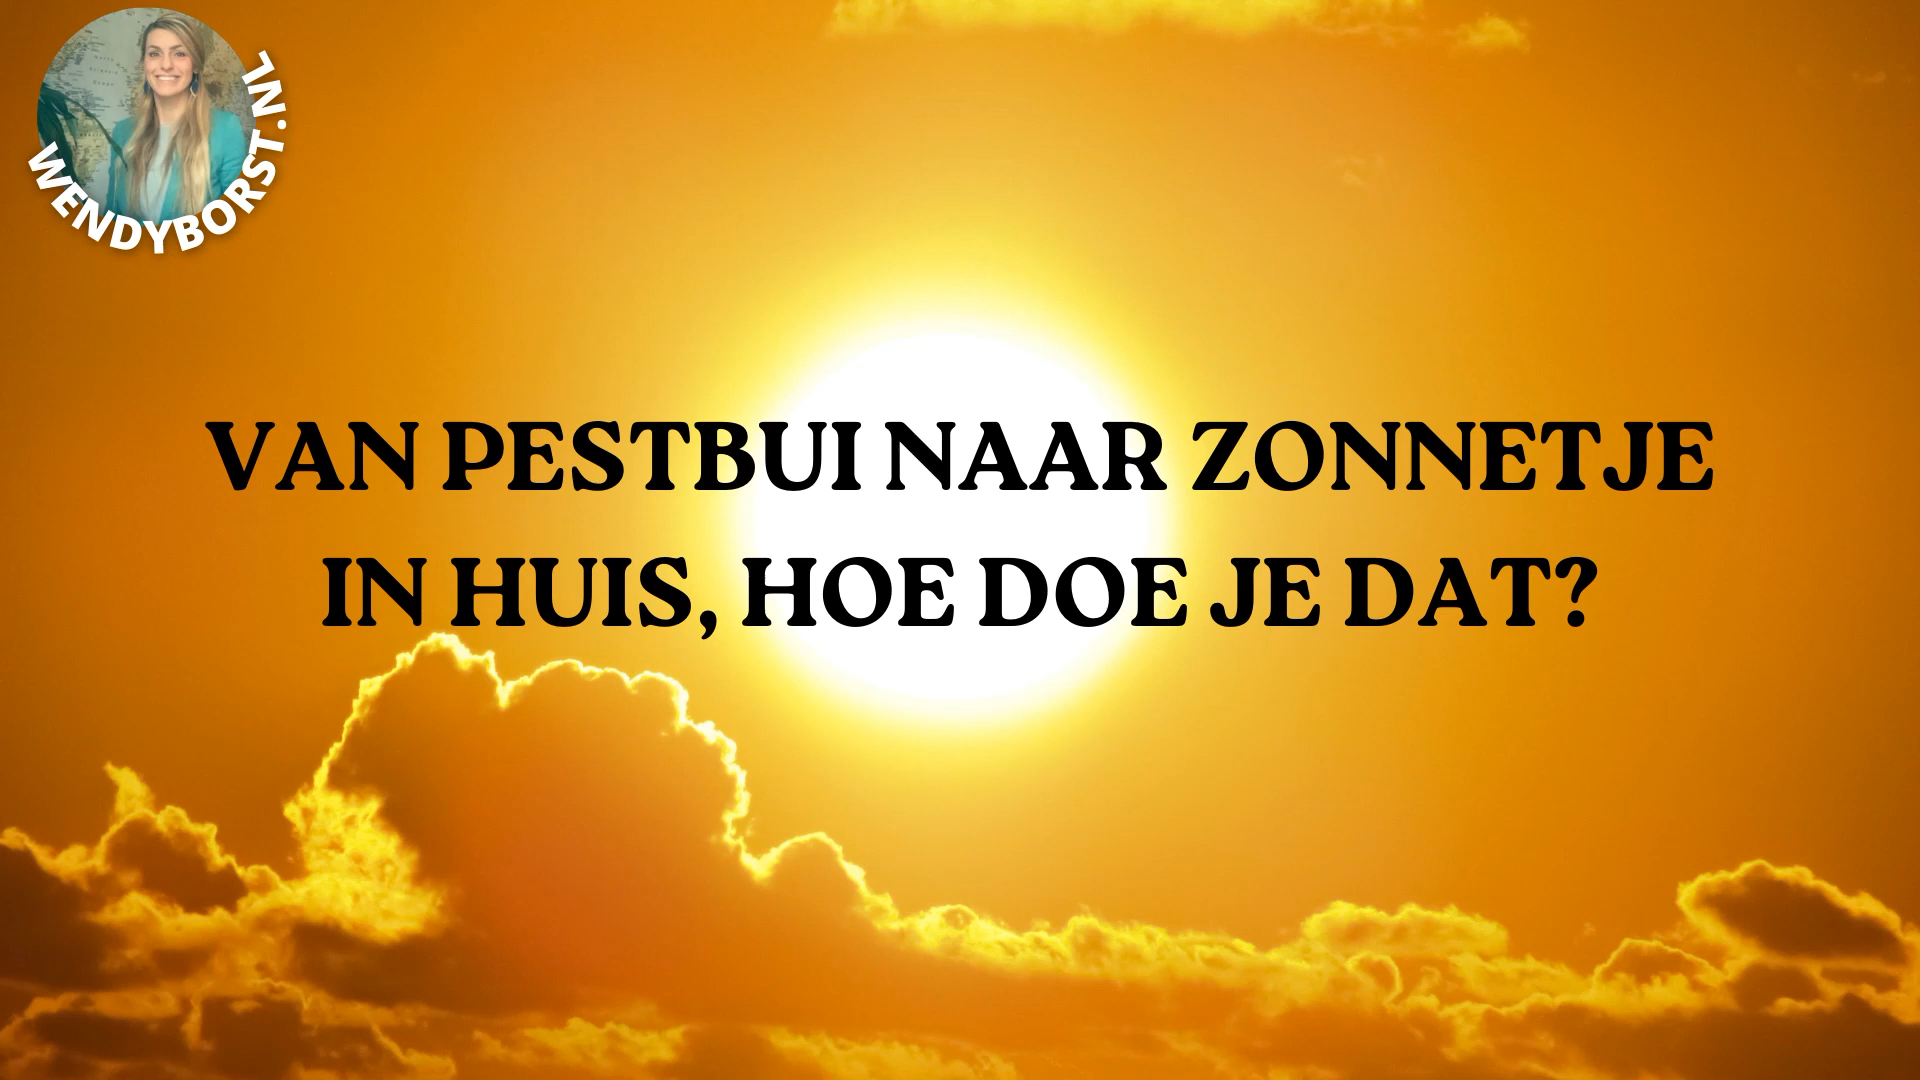 WENDYBORST.NL
VAN PESTBUI NAAR ZONNETJE
IN HUIS, HOE DOE JE DAT?